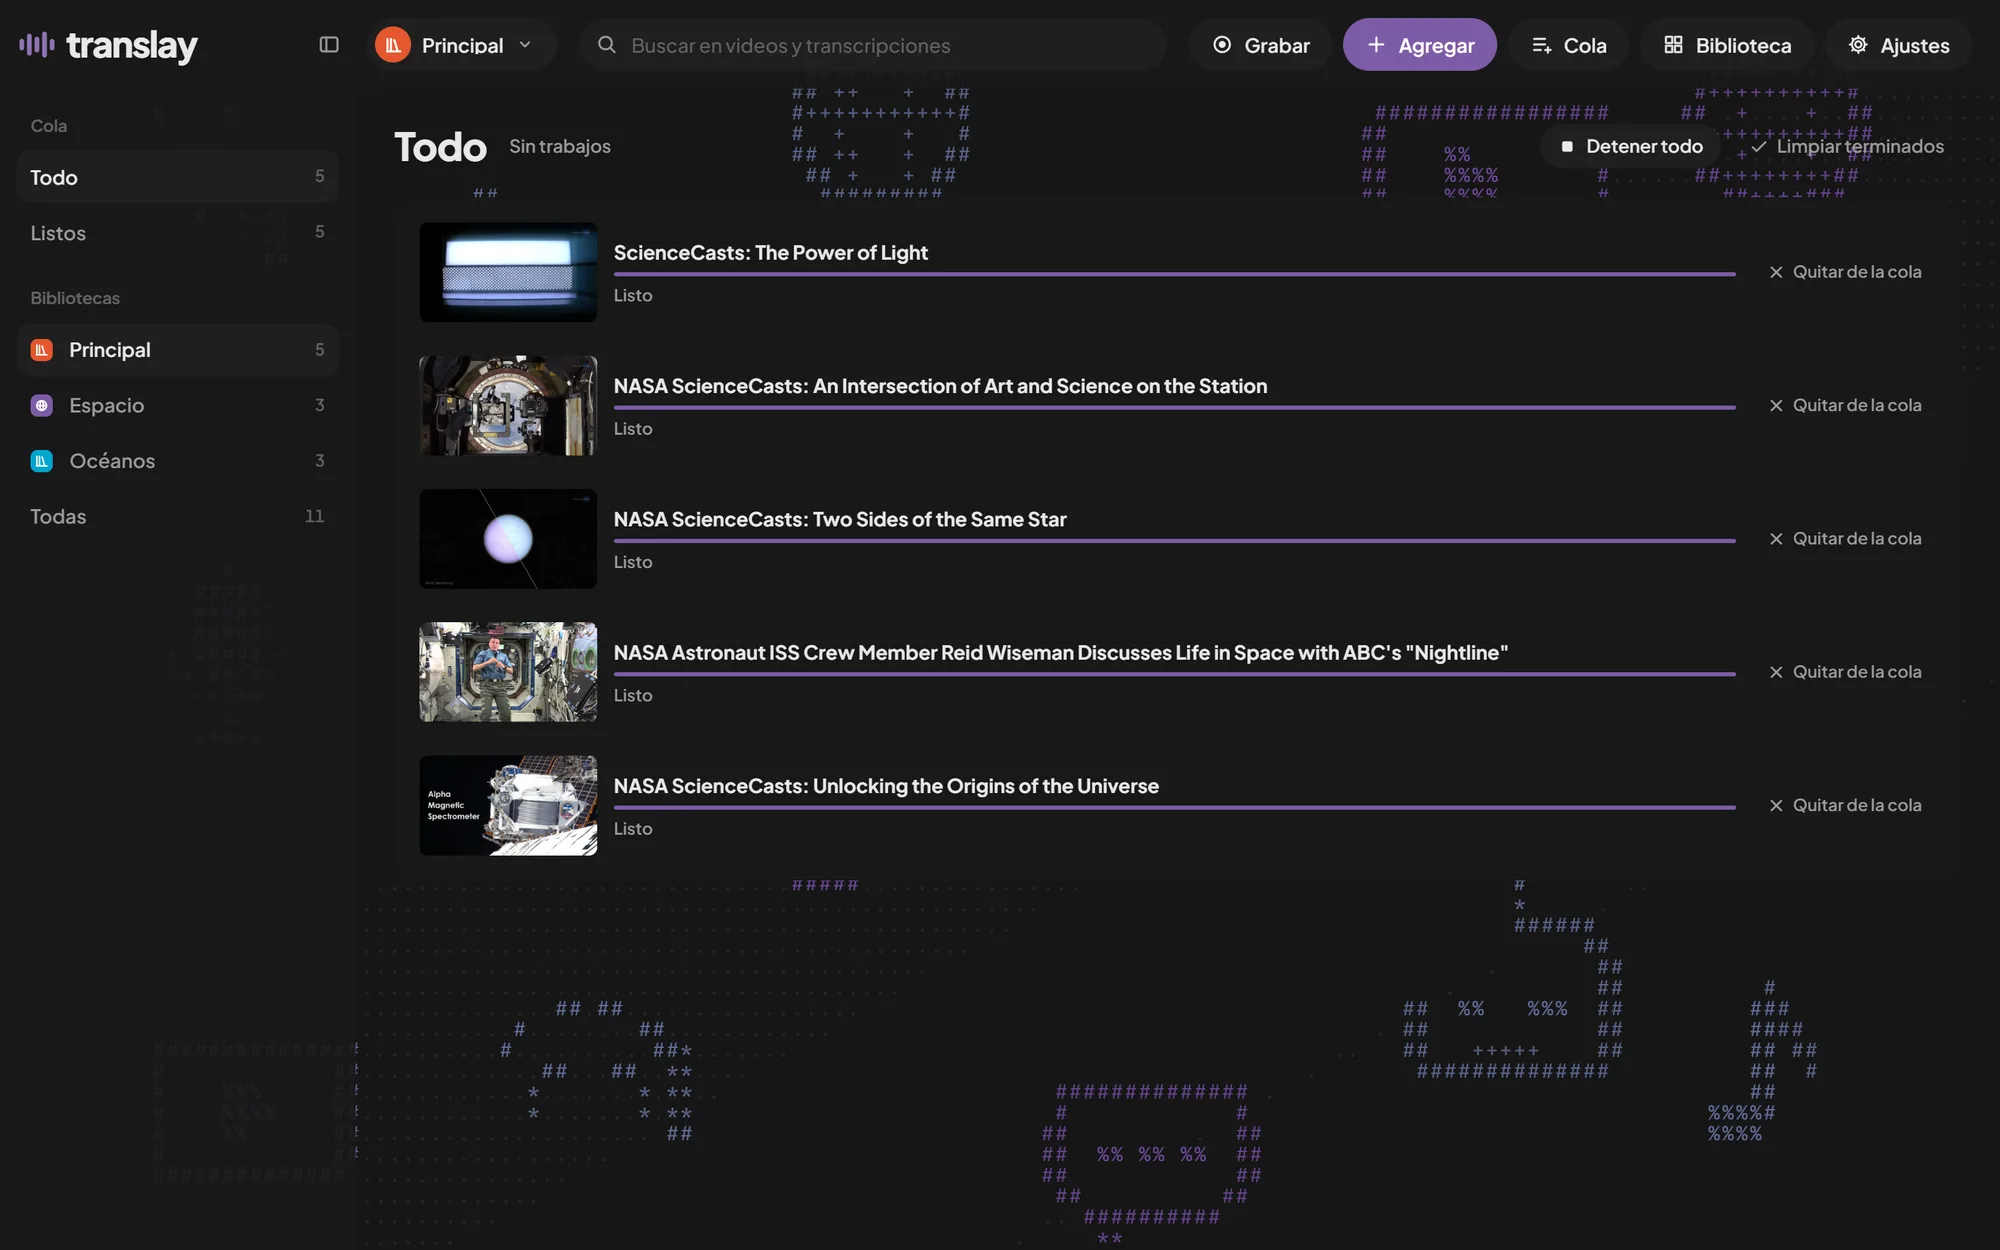 translay
Principal
Buscar en videos y transcripciones
Grabar
Agregar
Cola
Biblioteca
Ajustes
Cola
Todo 5
Listos 5
Bibliotecas
Principal 5
Espacio 3
Océanos 3
Todas 11
Todo Sin trabajos
Detener todo
Limpiar terminados
ScienceCasts: The Power of Light
Listo
Quitar de la cola
NASA ScienceCasts: An Intersection of Art and Science on the Station
Listo
Quitar de la cola
NASA ScienceCasts: Two Sides of the Same Star
Listo
Quitar de la cola
NASA Astronaut ISS Crew Member Reid Wiseman Discusses Life in Space with ABC's "Nightline"
Listo
Quitar de la cola
Alpha
Magnetic
Spectrometer
NASA ScienceCasts: Unlocking the Origins of the Universe
Listo
Quitar de la cola